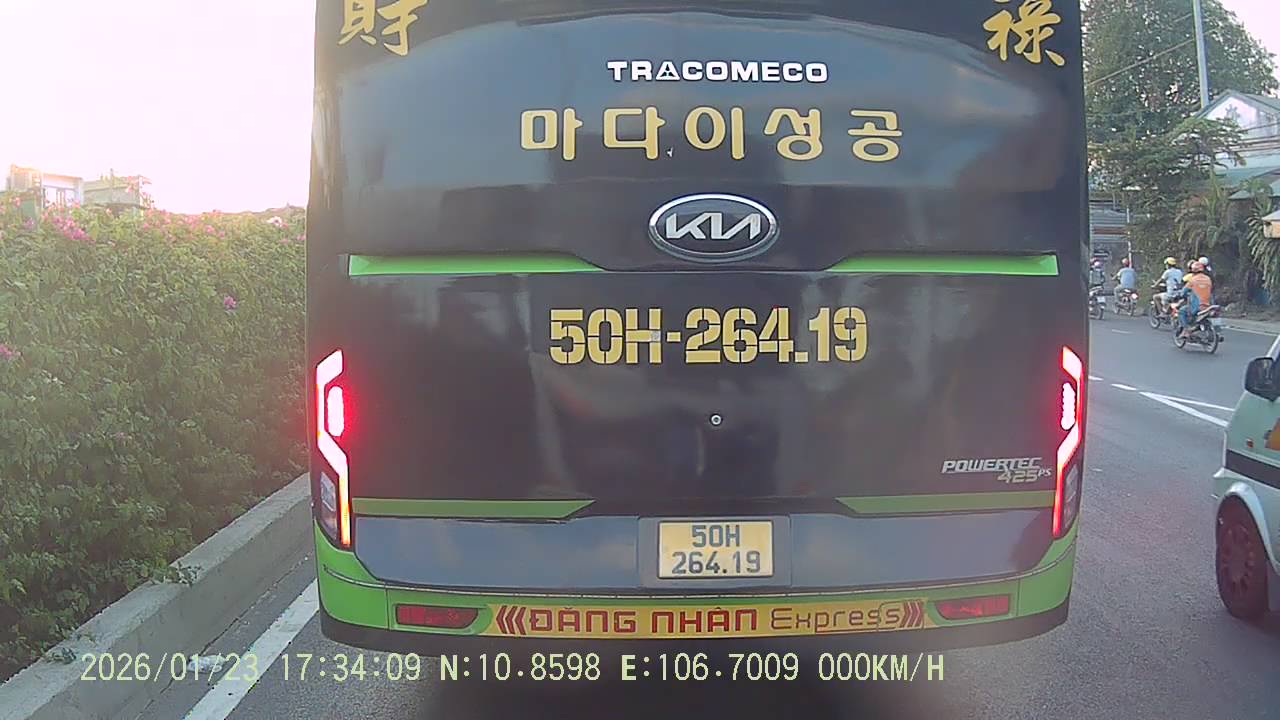 財
祿
TRACOMECO
마다이성공
KIA
50H-264.19
POWERTEC
425PS
50H
264.19
ĐĂNG NHÂN Express
2026/01/23 17:34:09 N:10.8598 E:106.7009 000KM/H